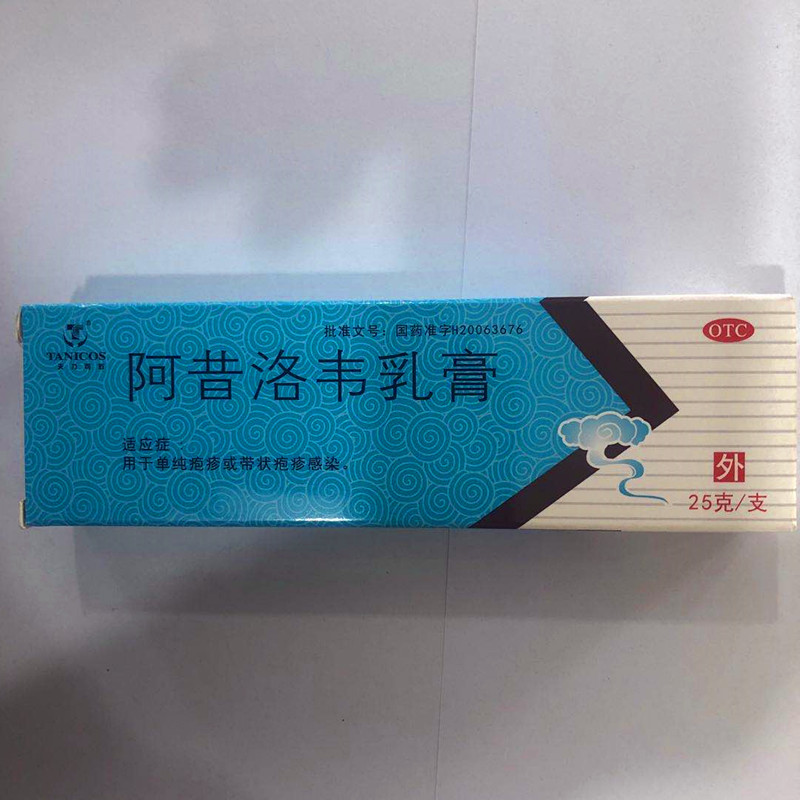 批准文号：国药准字H20063676
OTC
TANICOS
阿昔洛韦乳膏
适应症
用于单纯疱疹或带状疱疹感染。
外
25克/支